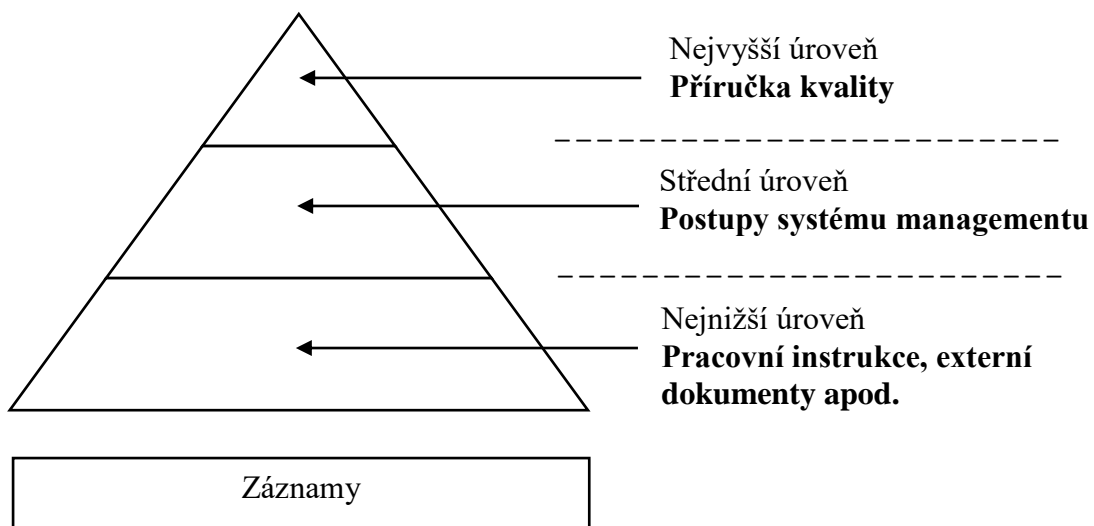 Nejvyšší úroveň
Příručka kvality
Střední úroveň
Postupy systému managementu
Nejnižší úroveň
Pracovní instrukce, externí
dokumenty apod.
Záznamy